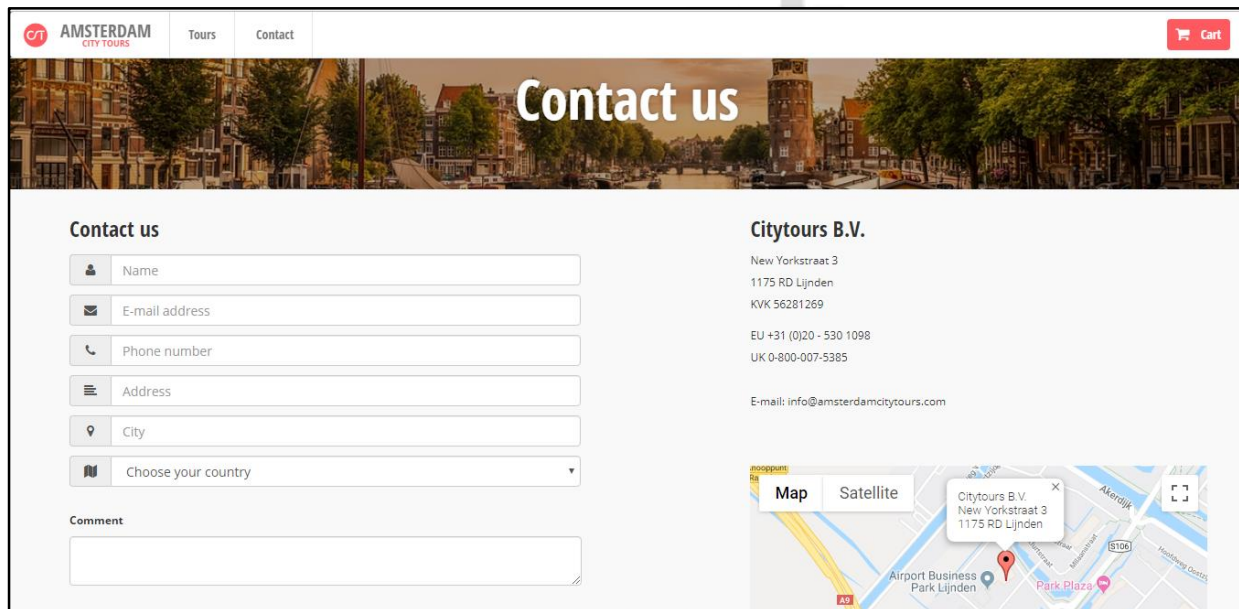 AMSTERDAM
CITY TOURS
Tours
Contact
Cart
Contact us
Contact us
Name
E-mail address
Phone number
Address
City
Choose your country
Comment
Citytours B.V.
New Yorkstraat 3
1175 RD Lijnden
KVK 56281269
EU +31 (0)20 - 530 1098
UK 0-800-007-5385
E-mail: info@amsterdamcitytours.com
Map
Satellite
Citytours B.V.
New Yorkstraat 3
1175 RD Lijnden
Akerdijk
S106
Airport Business
Park Lijnden
Park Plaza
A9